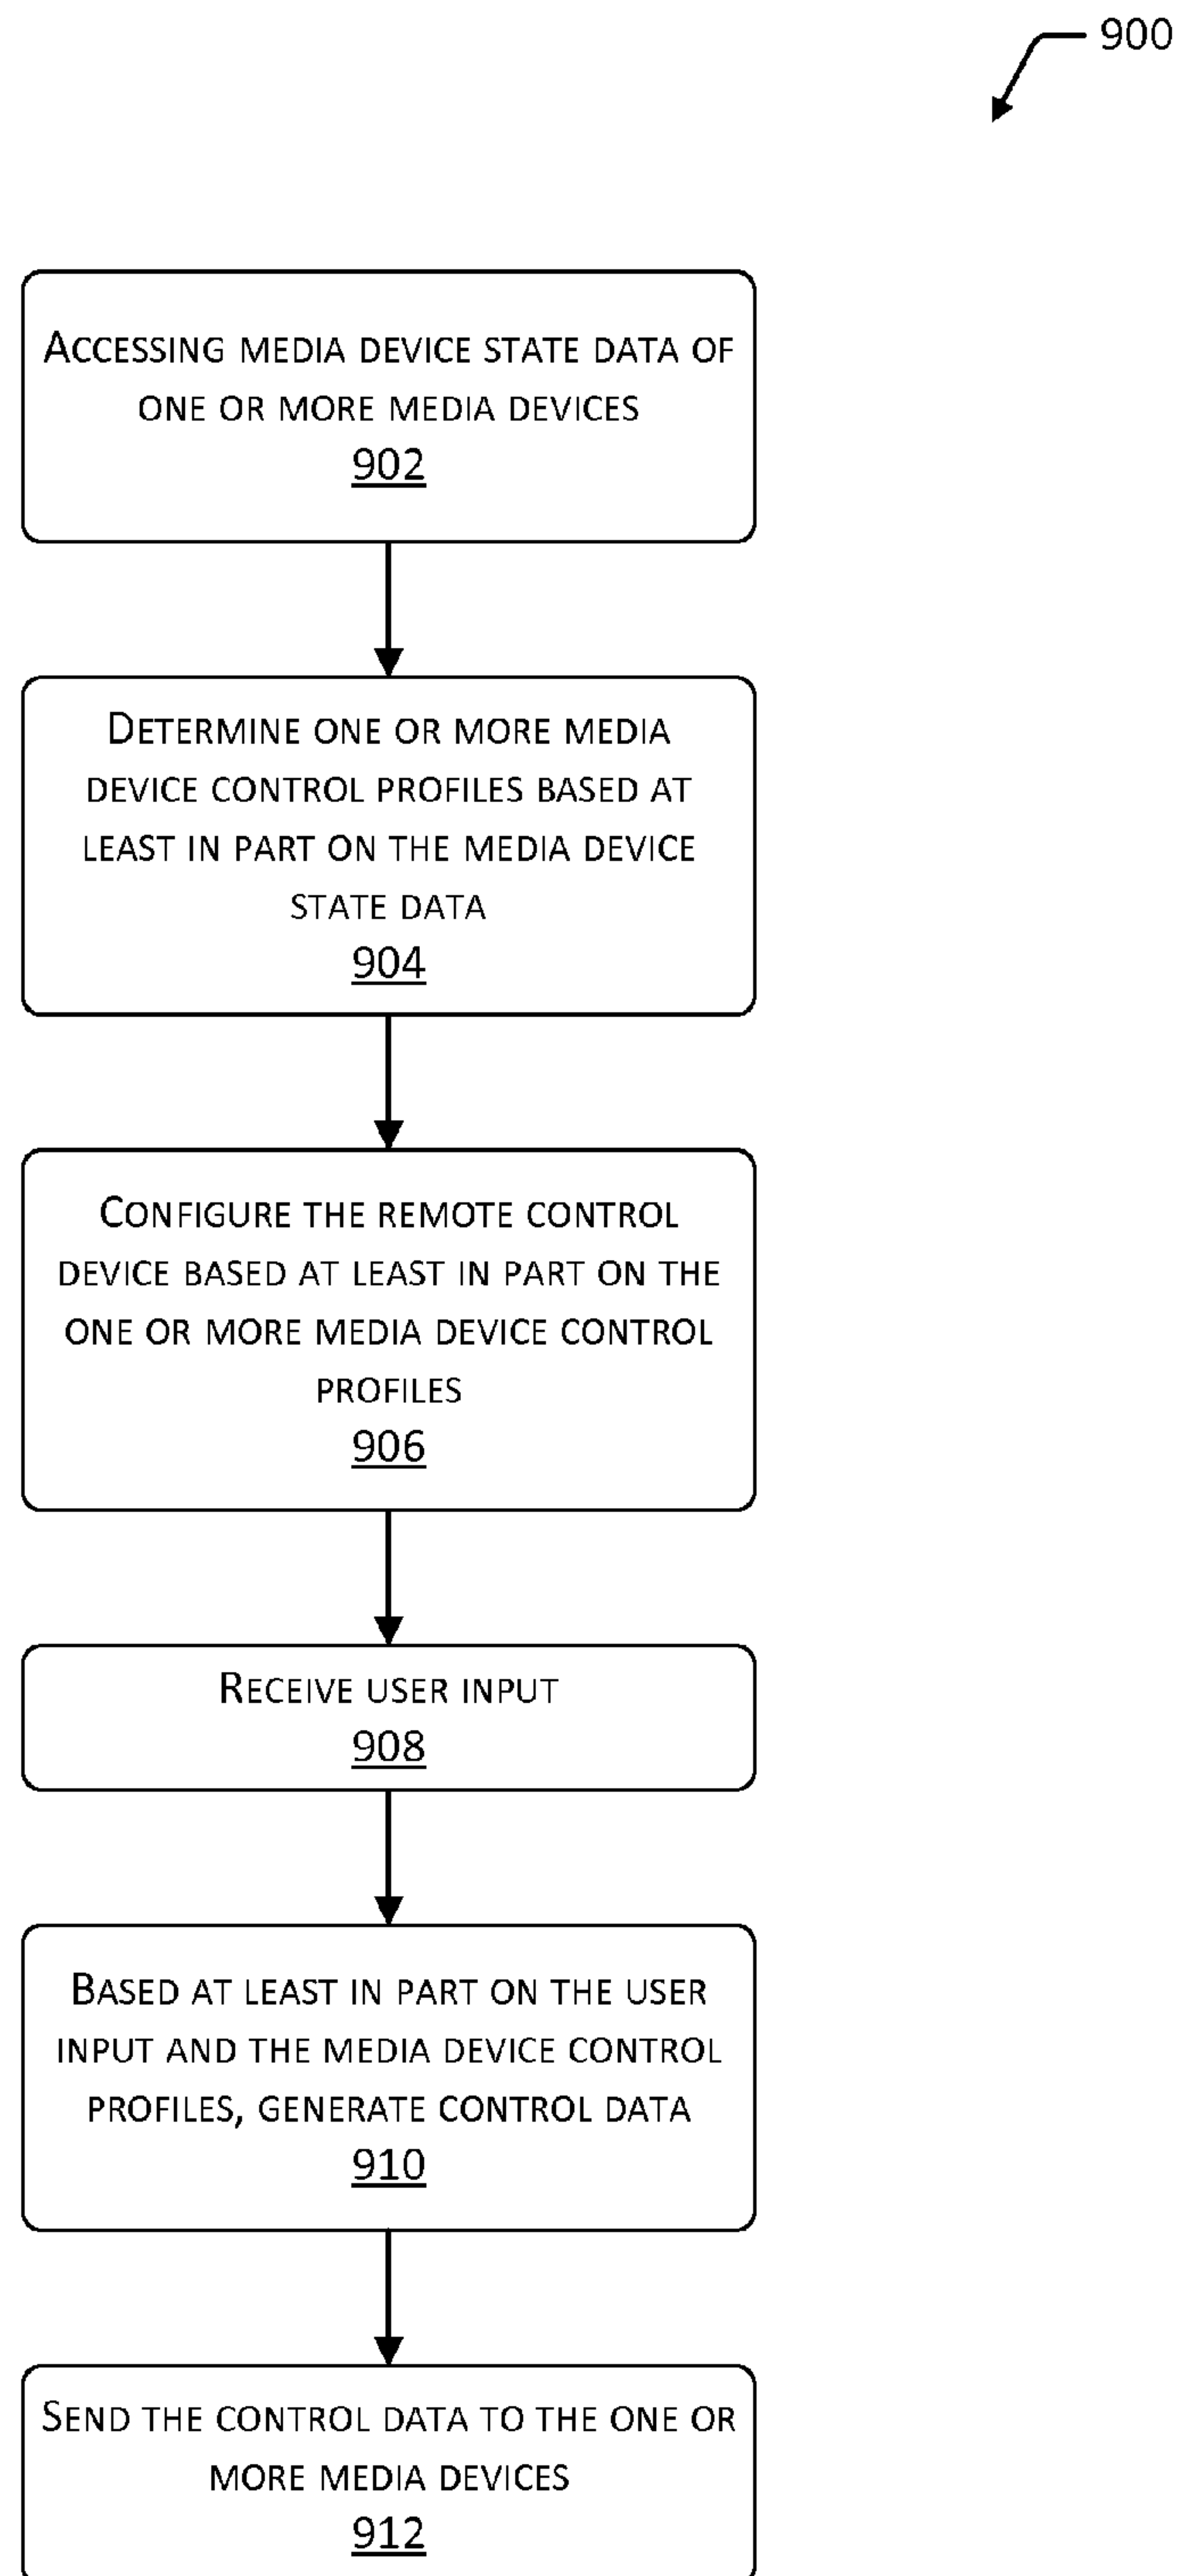 900
ACCESSING MEDIA DEVICE STATE DATA OF
ONE OR MORE MEDIA DEVICES
902
DETERMINE ONE OR MORE MEDIA
DEVICE CONTROL PROFILES BASED AT
LEAST IN PART ON THE MEDIA DEVICE
STATE DATA
904
CONFIGURE THE REMOTE CONTROL
DEVICE BASED AT LEAST IN PART ON THE
ONE OR MORE MEDIA DEVICE CONTROL
PROFILES
906
RECEIVE USER INPUT
908
BASED AT LEAST IN PART ON THE USER
INPUT AND THE MEDIA DEVICE CONTROL
PROFILES, GENERATE CONTROL DATA
910
SEND THE CONTROL DATA TO THE ONE OR
MORE MEDIA DEVICES
912